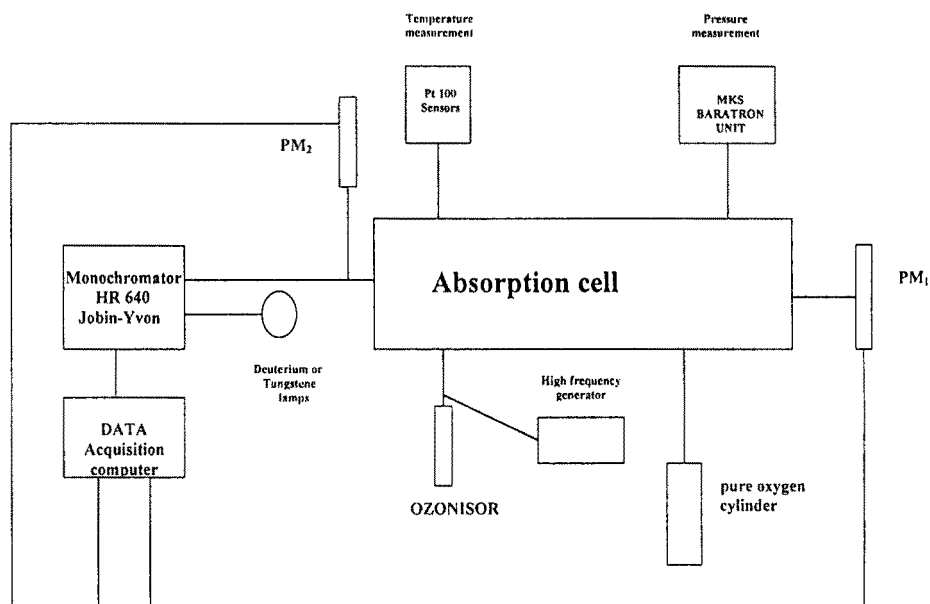 Temperature
measurement
Pressure
measurement
Pt 100
Sensors
MKS
BARATRON
UNIT
PM₂
Monochromator
HR 640
Jobin-Yvon
Absorption cell
PM₁
Deuterium or
Tungstene
lamps
High frequency
generator
DATA
Acquisition
computer
OZONISOR
pure oxygen
cylinder